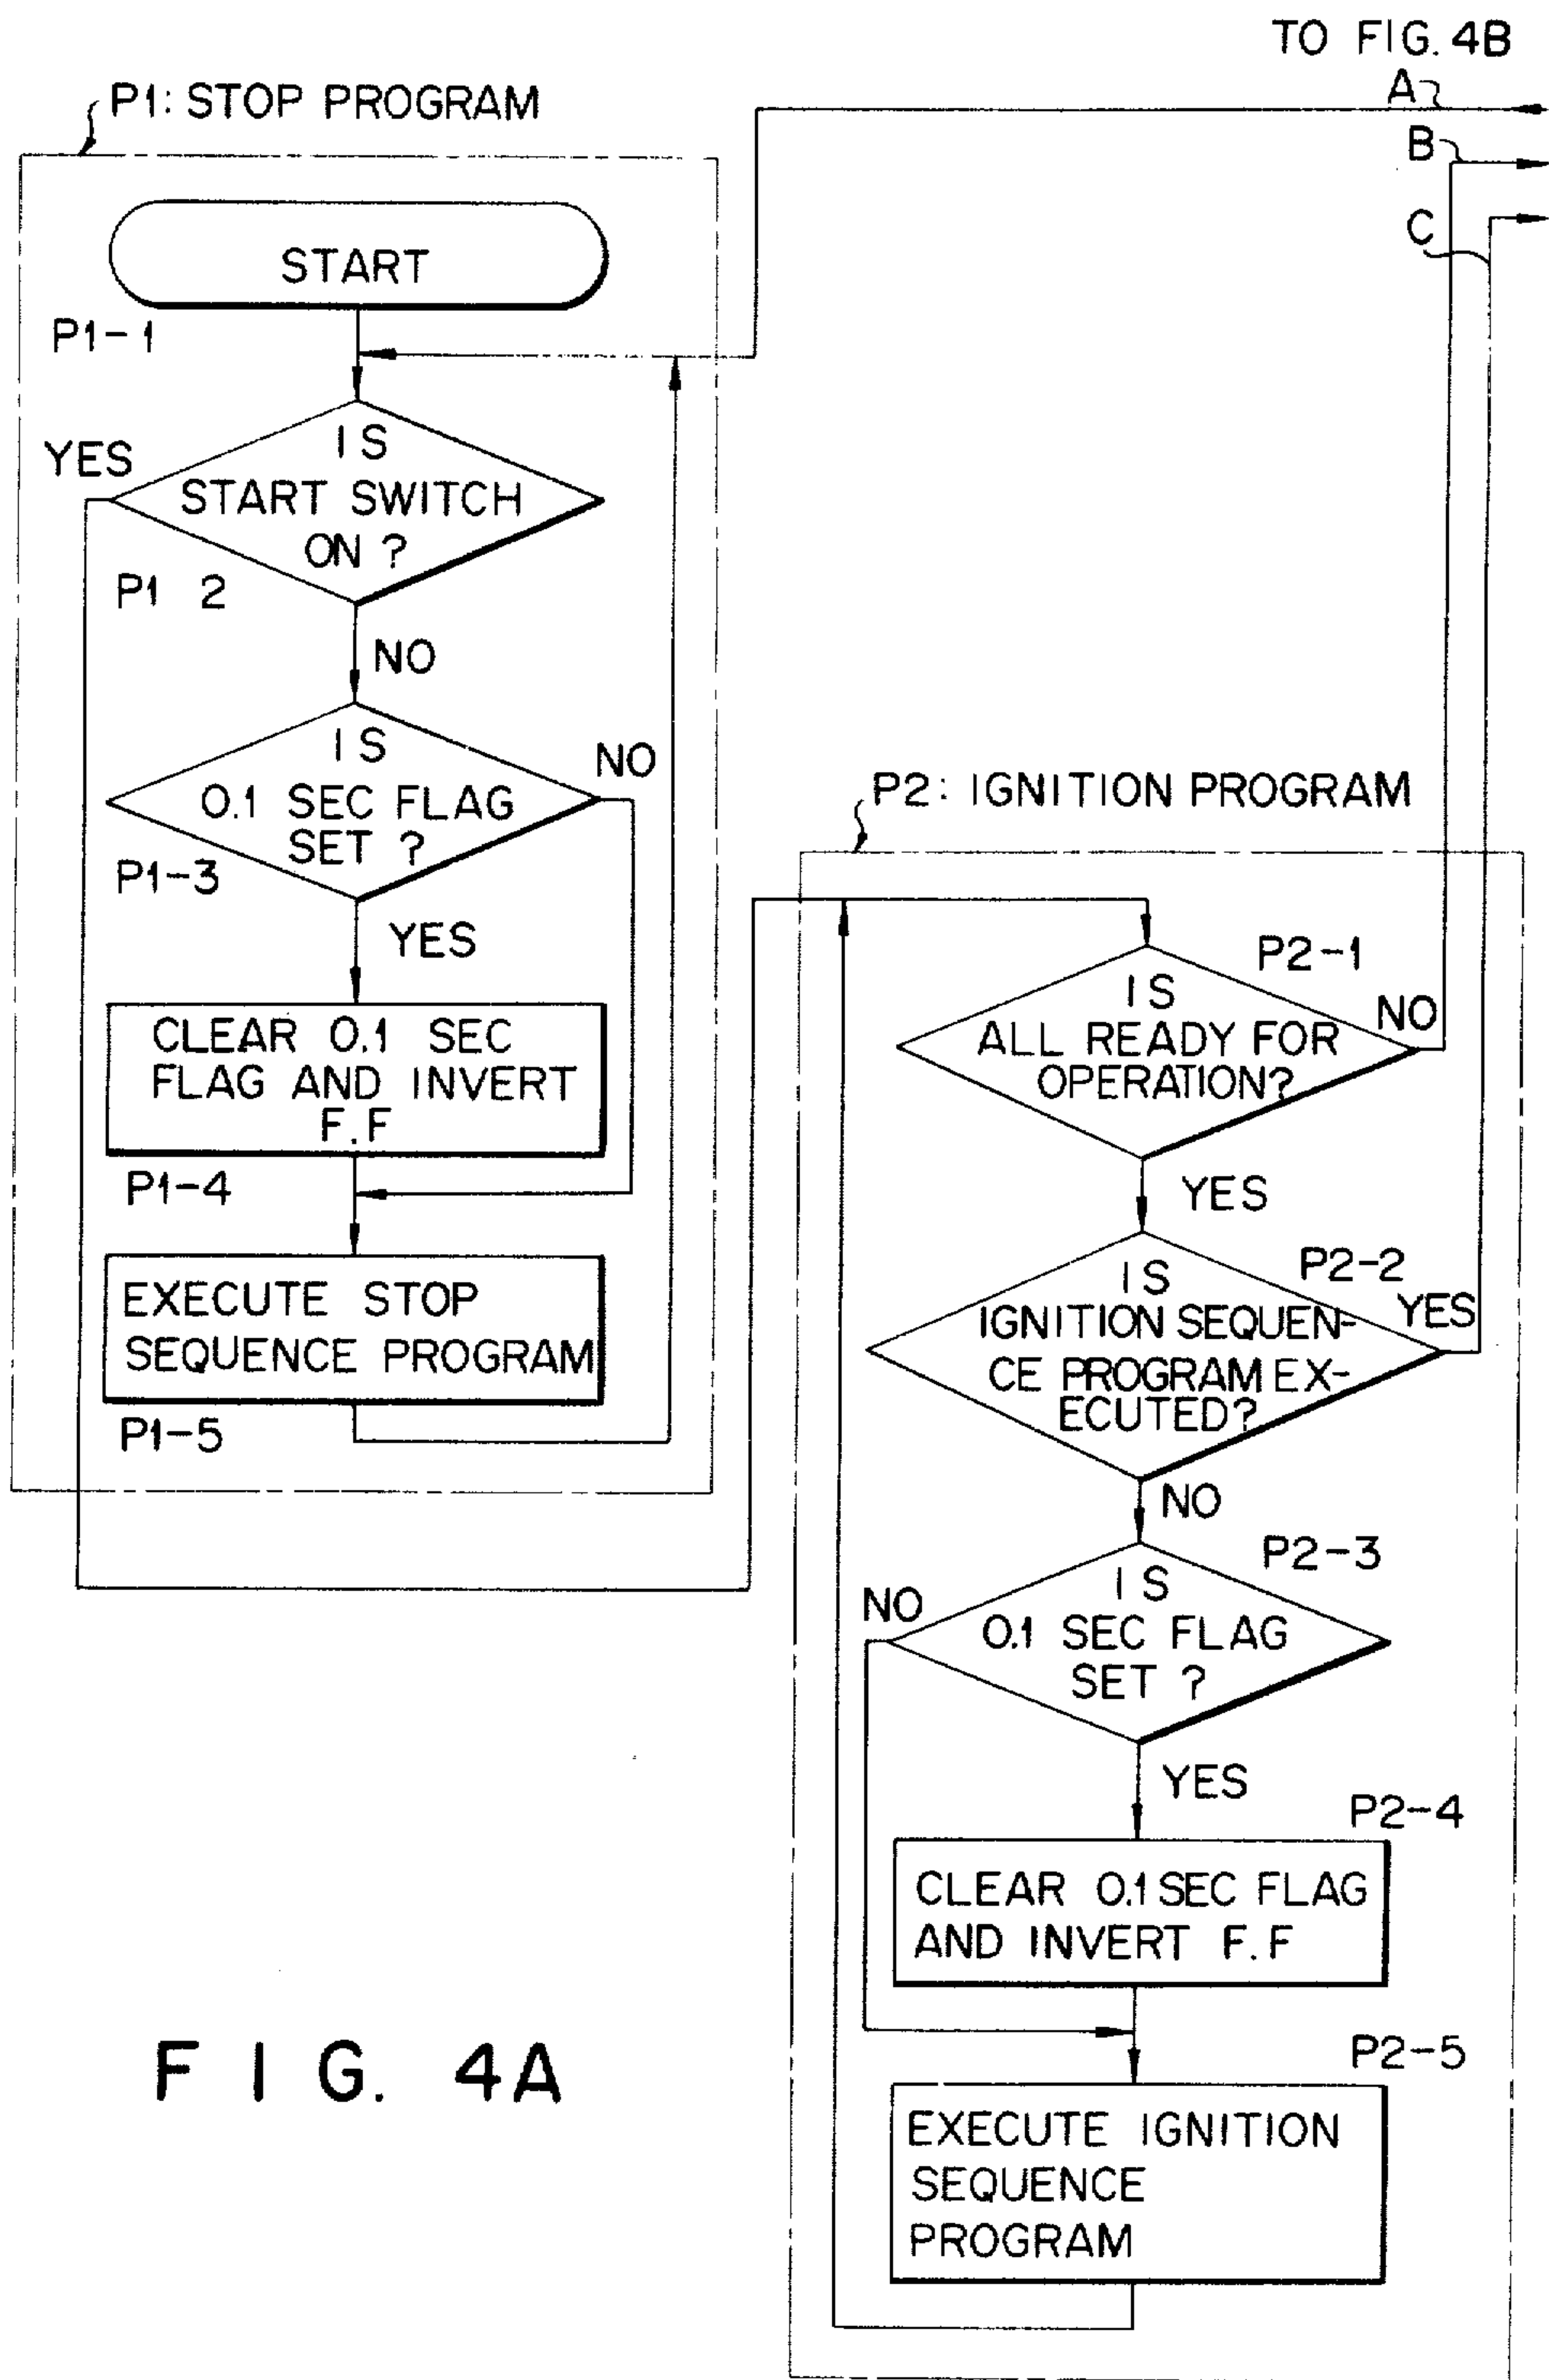 TO FIG. 4B
A
B
C
P1: STOP PROGRAM
START
P1-1
IS
START SWITCH
ON ?
YES
P1 2
NO
IS
0.1 SEC FLAG
SET ?
NO
P1-3
YES
CLEAR 0.1 SEC
FLAG AND INVERT
F.F
P1-4
EXECUTE STOP
SEQUENCE PROGRAM
P1-5
P2: IGNITION PROGRAM
P2-1
IS
ALL READY FOR
OPERATION?
NO
YES
P2-2
IS
IGNITION SEQUEN-
CE PROGRAM EX-
ECUTED?
YES
NO
P2-3
IS
0.1 SEC FLAG
SET ?
NO
YES
P2-4
CLEAR 0.1 SEC FLAG
AND INVERT F.F
P2-5
EXECUTE IGNITION
SEQUENCE
PROGRAM
FIG. 4A